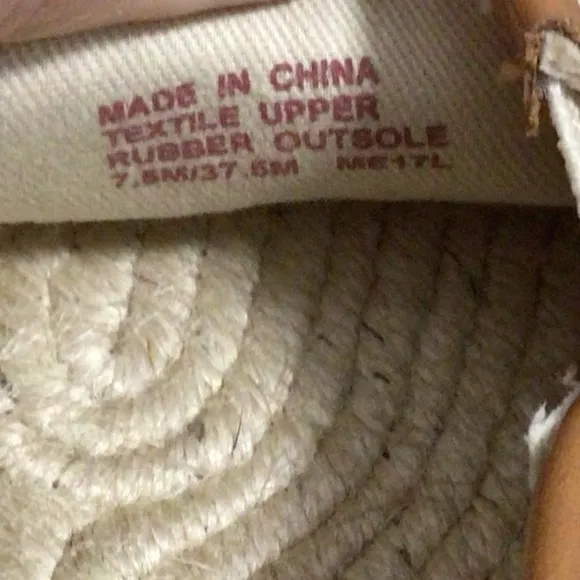 MADE IN CHINA
TEXTILE UPPER
RUBBER OUTSOLE
7.5M/37.5M ME17L